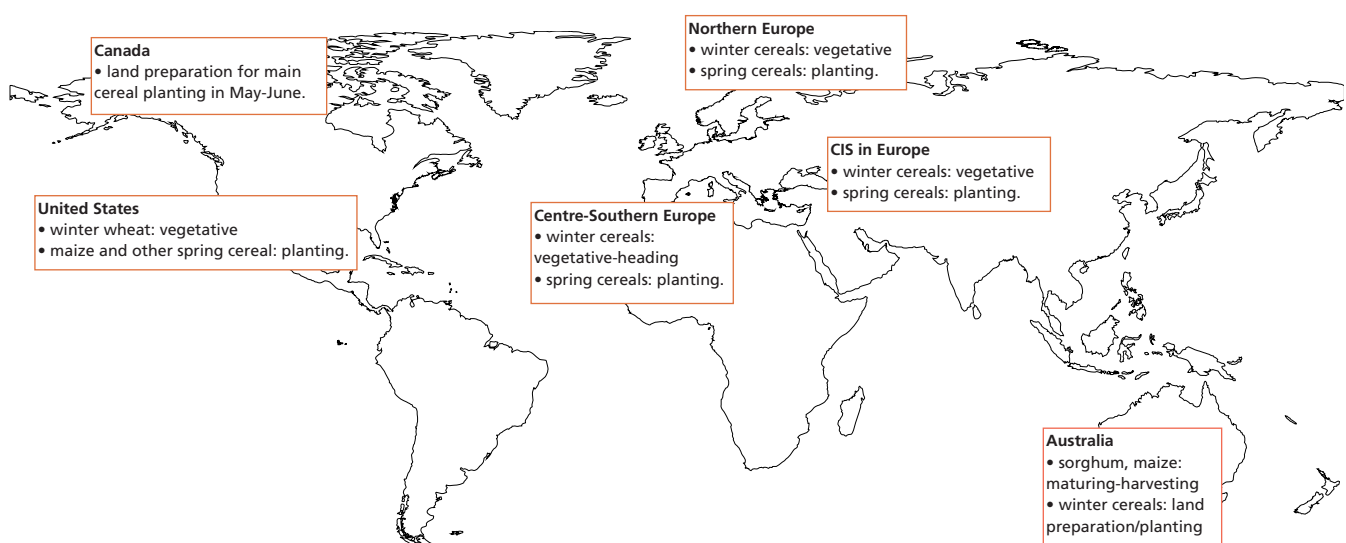 Canada
• land preparation for main
cereal planting in May-June.
Northern Europe
• winter cereals: vegetative
• spring cereals: planting.
CIS in Europe
• winter cereals: vegetative
• spring cereals: planting.
United States
• winter wheat: vegetative
• maize and other spring cereal: planting.
Centre-Southern Europe
• winter cereals:
vegetative-heading
• spring cereals: planting.
Australia
• sorghum, maize:
maturing-harvesting
• winter cereals: land
preparation/planting